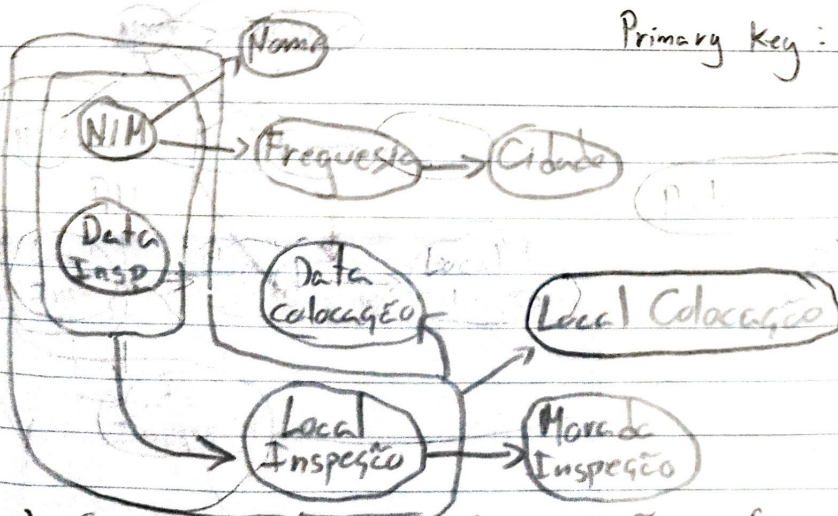 Nome
Primary Key:
NIM
Freguesia
Cidade
Data
Insp
Data
colocação
Local Colocação
Local
Inspeção
Morada
Inspeção